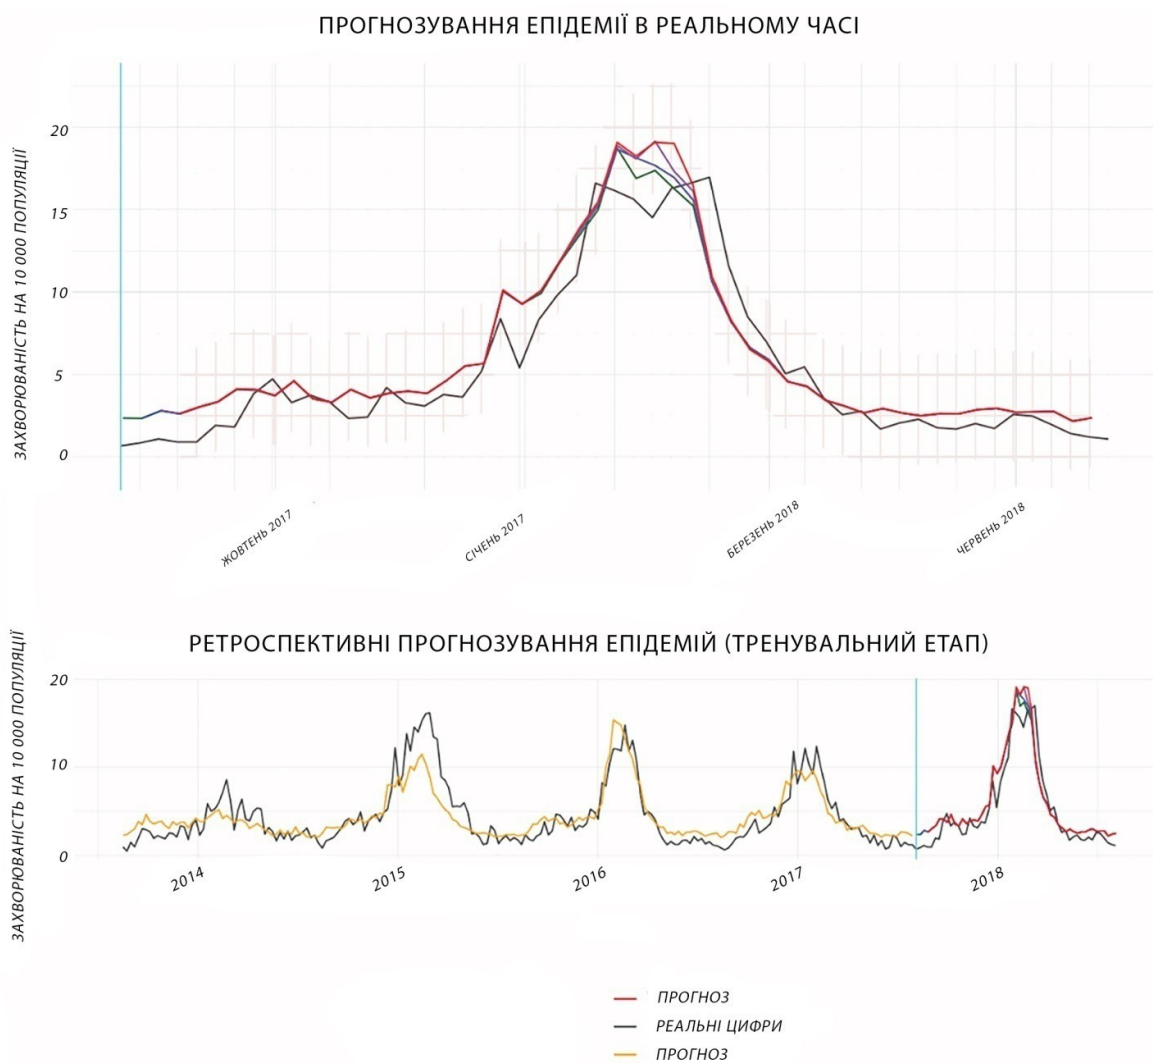 ПРОГНОЗУВАННЯ ЕПІДЕМІЇ В РЕАЛЬНОМУ ЧАСІ
ЗАХВОРЮВАНІСТЬ НА 10 000 ПОПУЛЯЦІЇ
20
15
10
5
0
ЖОВТЕНЬ 2017
СІЧЕНЬ 2017
БЕРЕЗЕНЬ 2018
ЧЕРВЕНЬ 2018
РЕТРОСПЕКТИВНІ ПРОГНОЗУВАННЯ ЕПІДЕМІЙ (ТРЕНУВАЛЬНИЙ ЕТАП)
ЗАХВОРЮВАНІСТЬ НА 10 000 ПОПУЛЯЦІЇ
20
10
0
2014
2015
2016
2017
2018
ПРОГНОЗ
РЕАЛЬНІ ЦИФРИ
ПРОГНОЗ